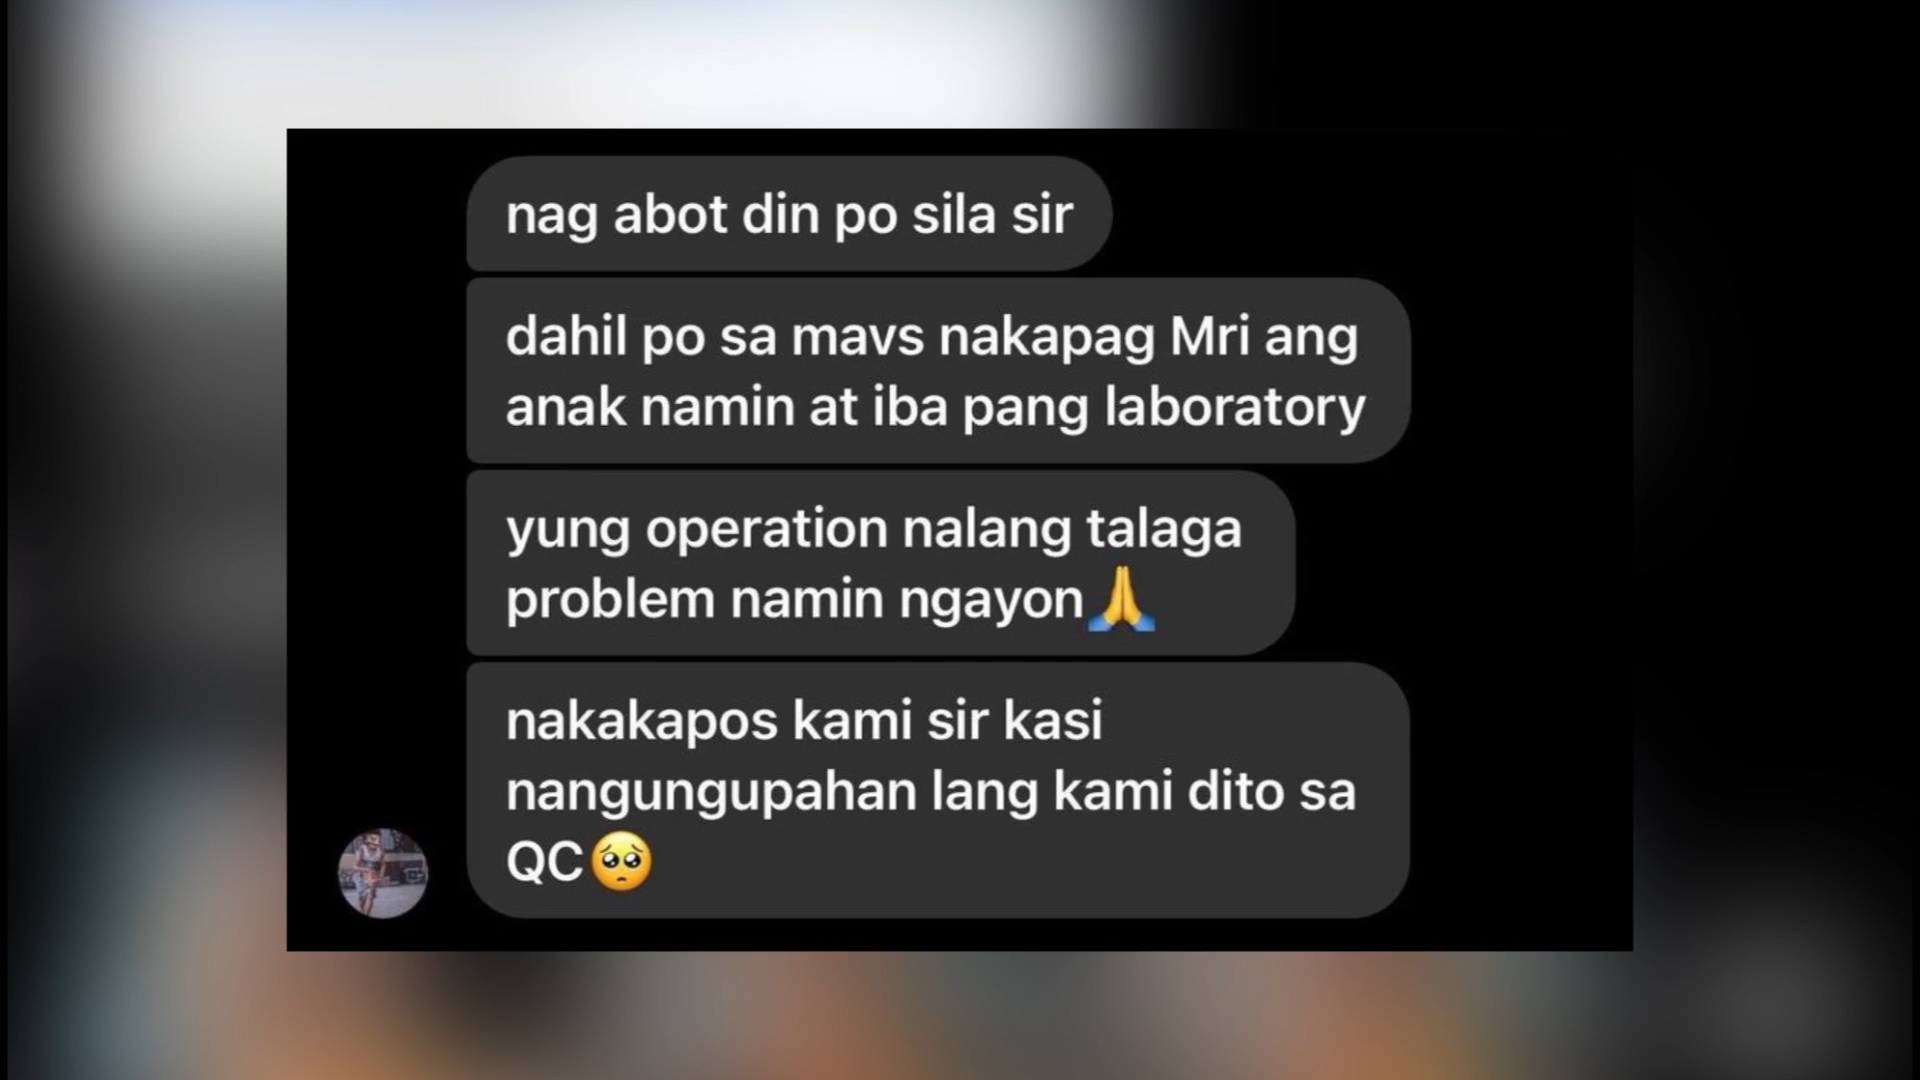 nag abot din po sila sir
dahil po sa mavs nakapag Mri ang
anak namin at iba pang laboratory
yung operation nalang talaga
problem namin ngayon🙏
nakakapos kami sir kasi
nangungupahan lang kami dito sa
QC🥺